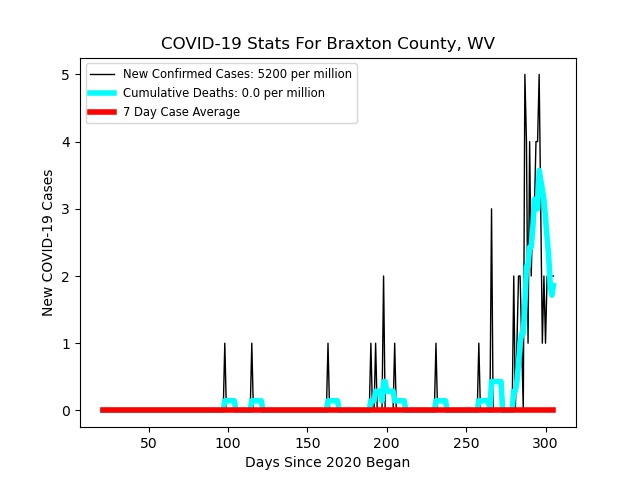 COVID-19 Stats For Braxton County, WV
New Confirmed Cases: 5200 per million
Cumulative Deaths: 0.0 per million
7 Day Case Average
New COVID-19 Cases
5
4
3
2
1
0
50 100 150 200 250 300
Days Since 2020 Began